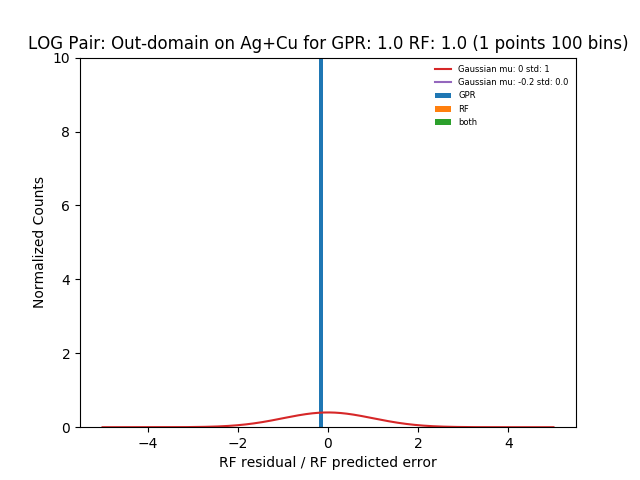 LOG Pair: Out-domain on Ag+Cu for GPR: 1.0 RF: 1.0 (1 points 100 bins)
Gaussian mu: 0 std: 1
Gaussian mu: -0.2 std: 0.0
GPR
RF
both
Normalized Counts
10
8
6
4
2
0
−4
−2
0
2
4
RF residual / RF predicted error